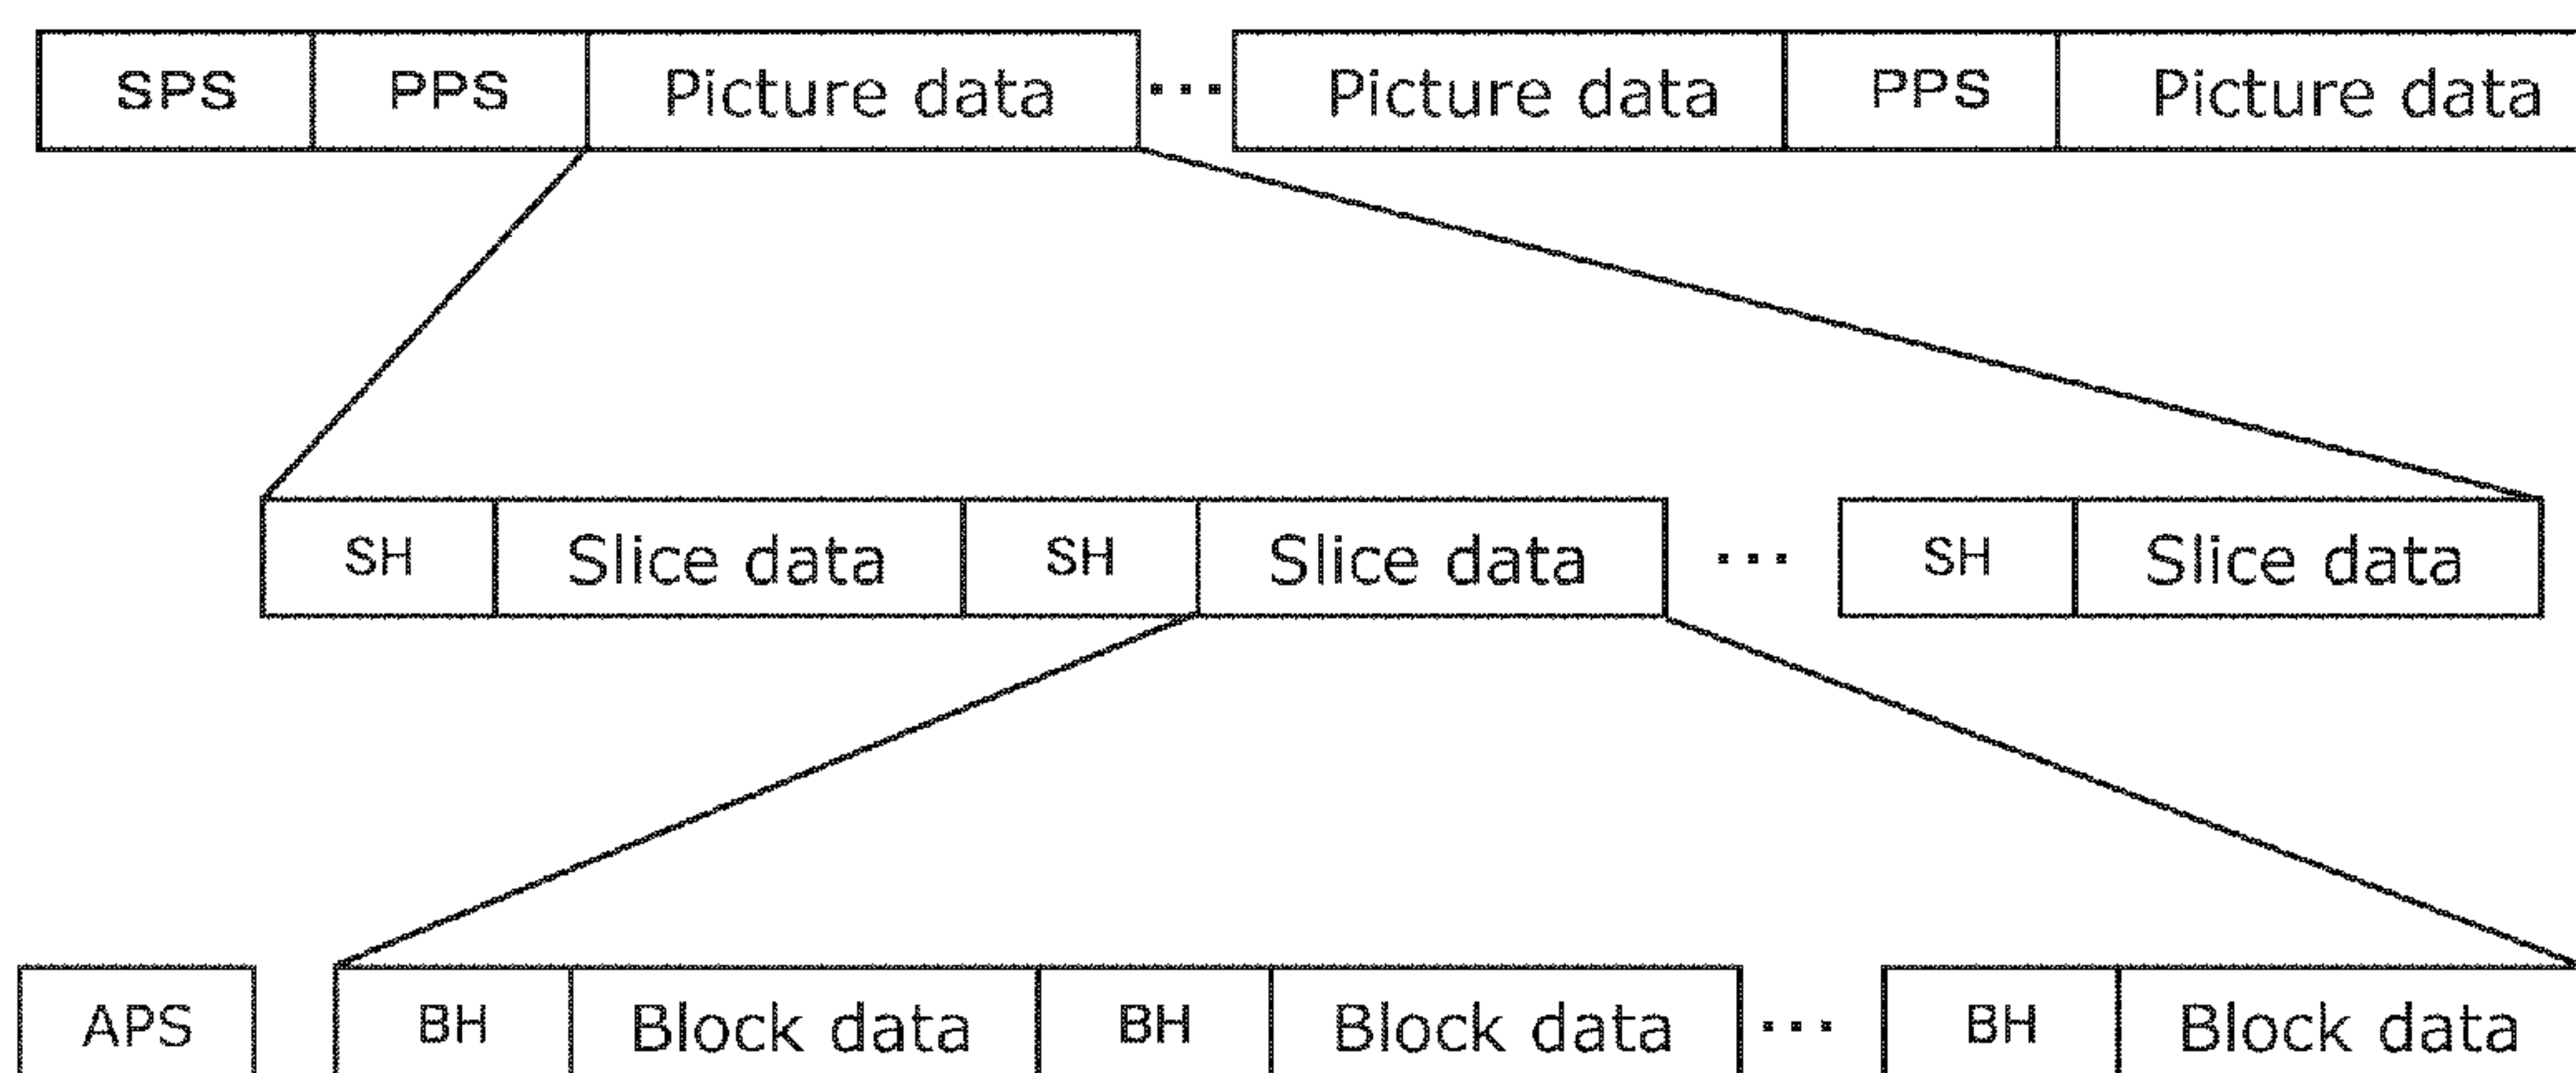 SPS PPS Picture data ... Picture data PPS Picture data
SH Slice data SH Slice data ... SH Slice data
APS BH Block data BH Block data ... BH Block data